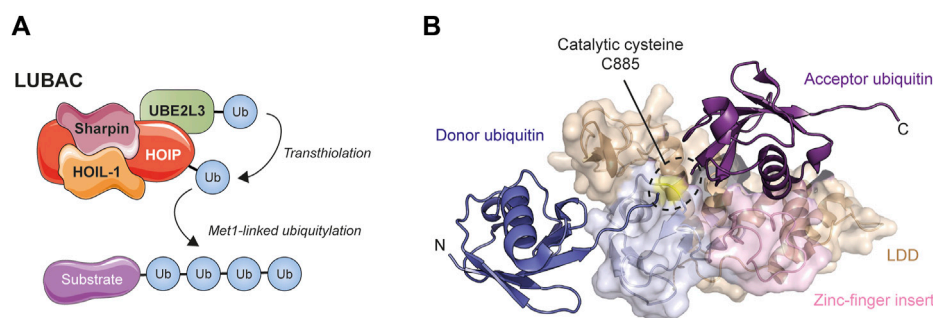 A
LUBAC
UBE2L3
Ub
Sharpin
HOIP
HOIL-1
Ub
Transthiolation
Met1-linked ubiquitylation
Substrate
Ub
Ub
Ub
Ub
B
Catalytic cysteine
C885
Acceptor ubiquitin
Donor ubiquitin
C
N
LDD
Zinc-finger insert